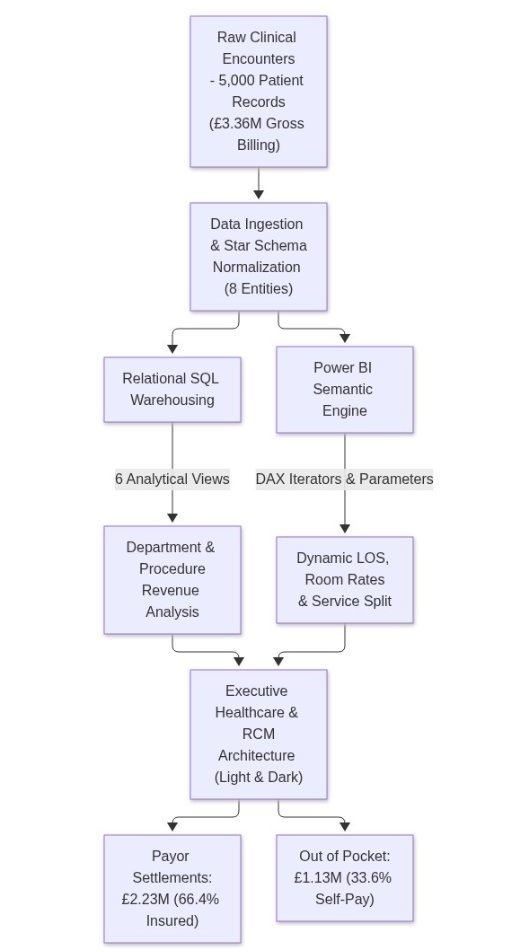 Raw Clinical
Encounters
- 5,000 Patient
Records
(£3.36M Gross
Billing)
Data Ingestion
& Star Schema
Normalization
(8 Entities)
Relational SQL
Warehousing
Power BI
Semantic
Engine
6 Analytical Views
DAX Iterators & Parameters
Department &
Procedure
Revenue
Analysis
Dynamic LOS,
Room Rates
& Service Split
Executive
Healthcare &
RCM
Architecture
(Light & Dark)
Payor
Settlements:
£2.23M (66.4%
Insured)
Out of Pocket:
£1.13M (33.6%
Self-Pay)